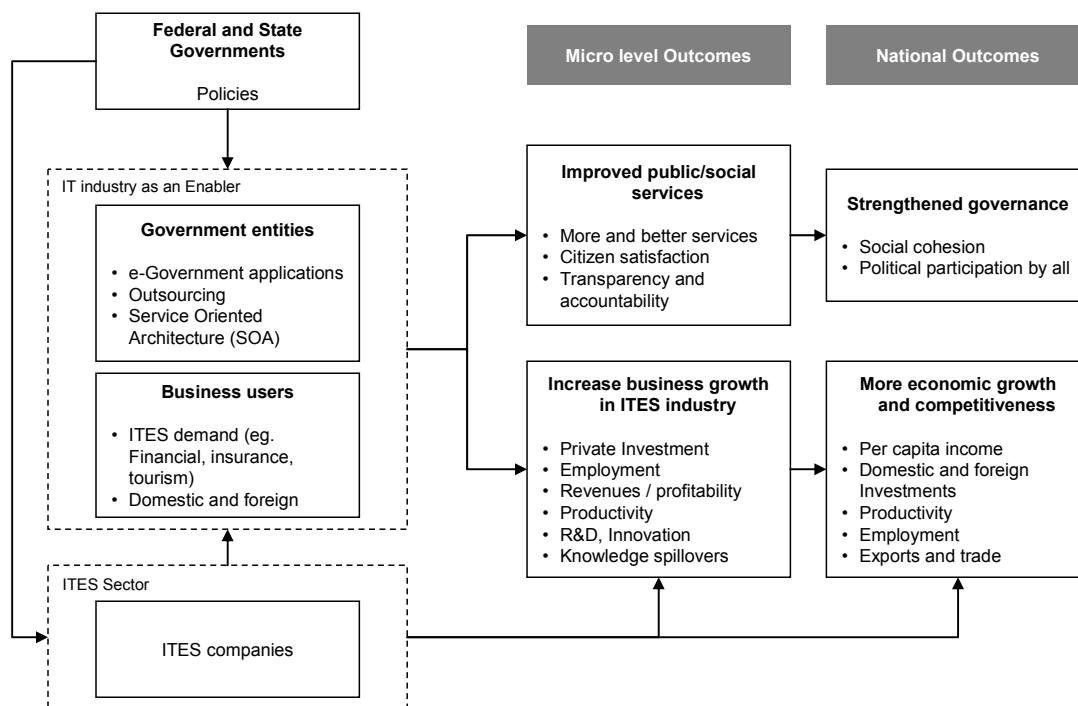 Federal and State
Governments
Policies
Micro level Outcomes
National Outcomes
IT industry as an Enabler
Government entities
• e-Government applications
• Outsourcing
• Service Oriented
Architecture (SOA)
Business users
• ITES demand (eg.
Financial, insurance,
tourism)
• Domestic and foreign
ITES Sector
ITES companies
Improved public/social
services
• More and better services
• Citizen satisfaction
• Transparency and
accountability
Strengthened governance
• Social cohesion
• Political participation by all
Increase business growth
in ITES industry
• Private Investment
• Employment
• Revenues / profitability
• Productivity
• R&D, Innovation
• Knowledge spillovers
More economic growth
and competitiveness
• Per capita income
• Domestic and foreign
Investments
• Productivity
• Employment
• Exports and trade